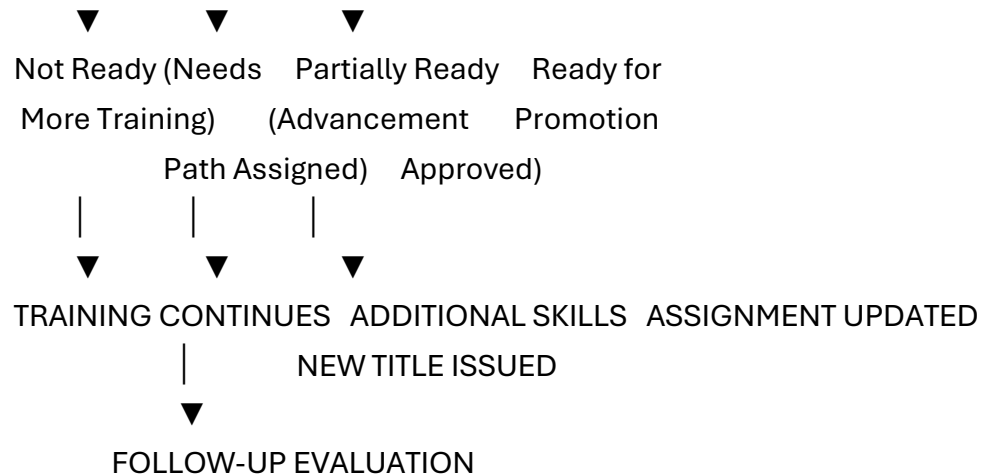 ▼ ▼ ▼
Not Ready (Needs Partially Ready Ready for
More Training) (Advancement Promotion
Path Assigned) Approved)
│ │ │
▼ ▼ ▼
TRAINING CONTINUES ADDITIONAL SKILLS ASSIGNMENT UPDATED
│ NEW TITLE ISSUED
▼
FOLLOW-UP EVALUATION